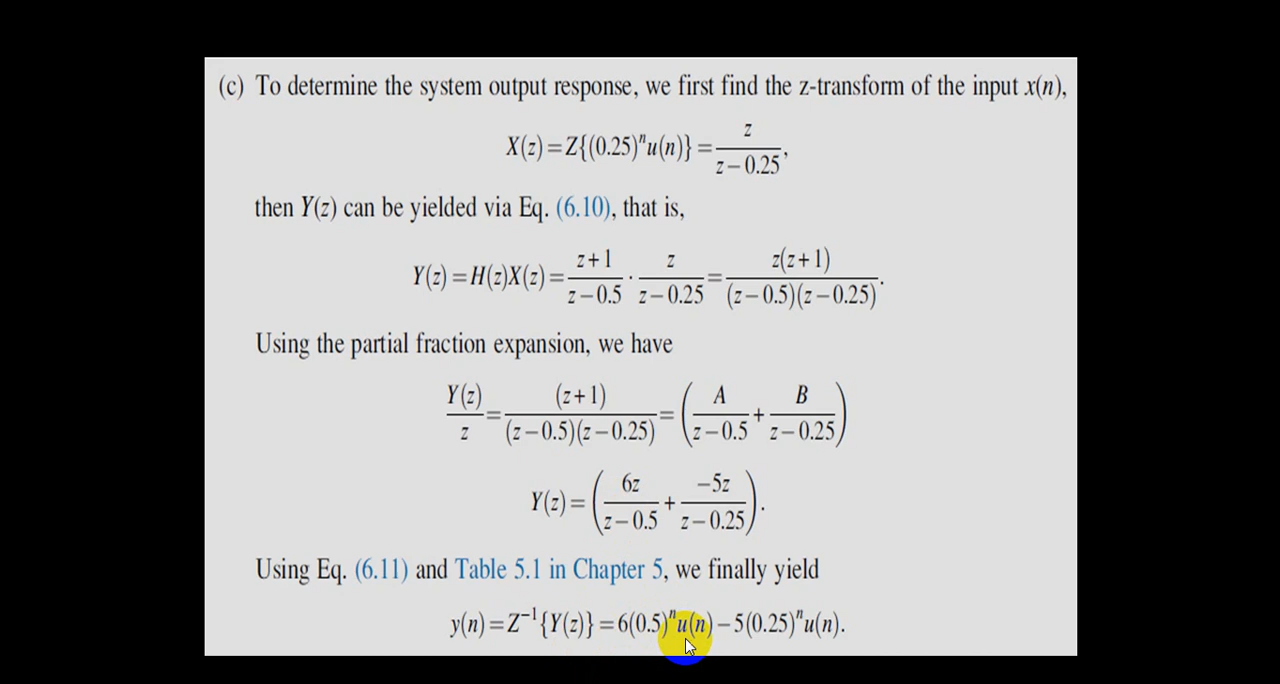 (c) To determine the system output response, we first find the z-transform of the input x(n),
X(z)=Z{(0.25)ⁿu(n)}=z/(z−0.25),
then Y(z) can be yielded via Eq. (6.10), that is,
Y(z)=H(z)X(z)=(z+1)/(z−0.5)·z/(z−0.25)=z(z+1)/((z−0.5)(z−0.25)).
Using the partial fraction expansion, we have
Y(z)/z=(z+1)/((z−0.5)(z−0.25))=(A/(z−0.5)+B/(z−0.25))
Y(z)=(6z/(z−0.5)+−5z/(z−0.25)).
Using Eq. (6.11) and Table 5.1 in Chapter 5, we finally yield
y(n)=Z⁻¹{Y(z)}=6(0.5)ⁿu(n)−5(0.25)ⁿu(n).